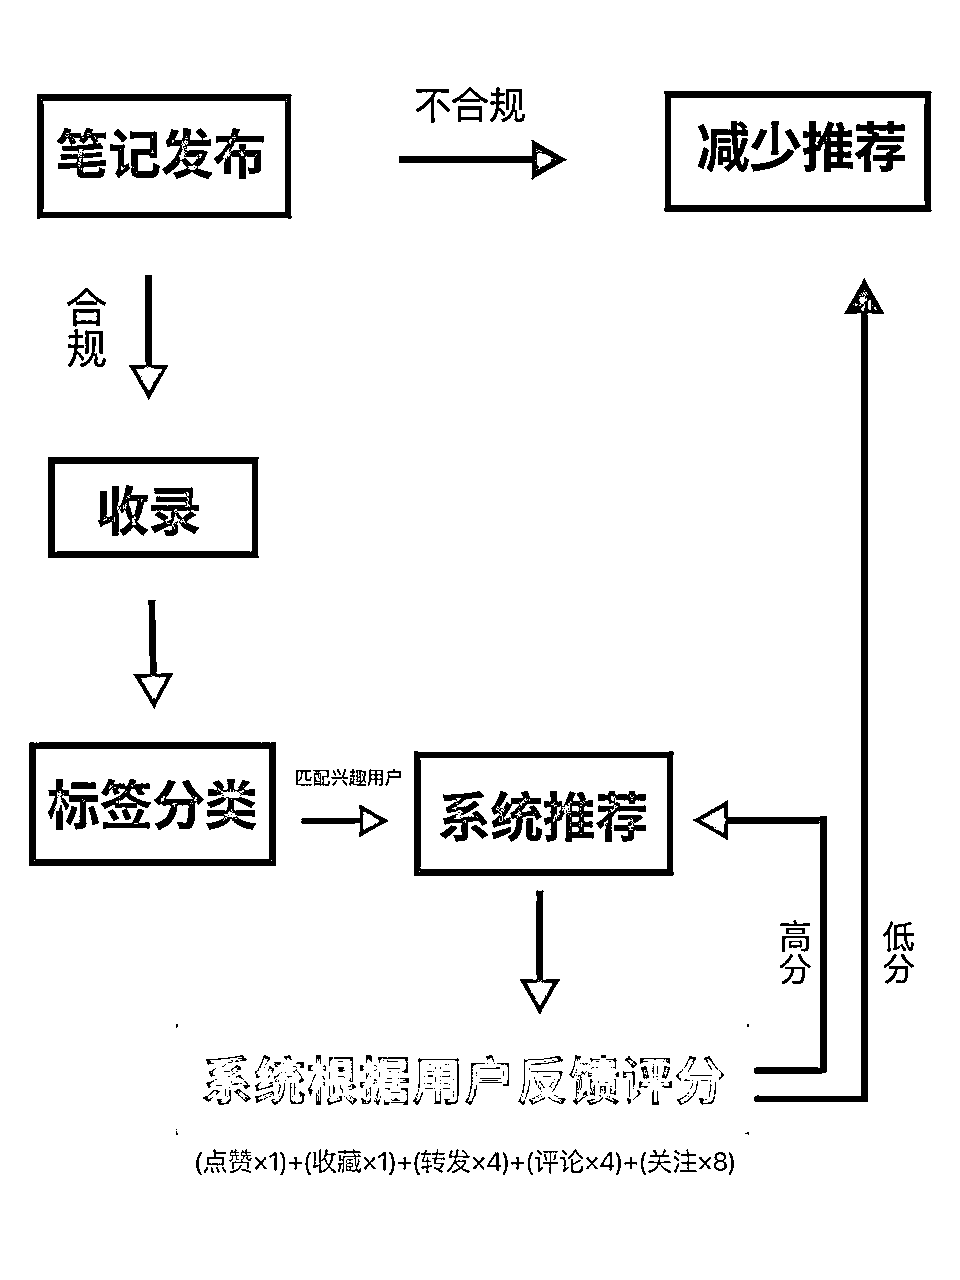 不合规
笔记发布
减少推荐
合规
收录
标签分类
匹配兴趣用户
系统推荐
高分
低分
系统根据用户反馈评分
(点赞×1)+(收藏×1)+(转发×4)+(评论×4)+(关注×8)